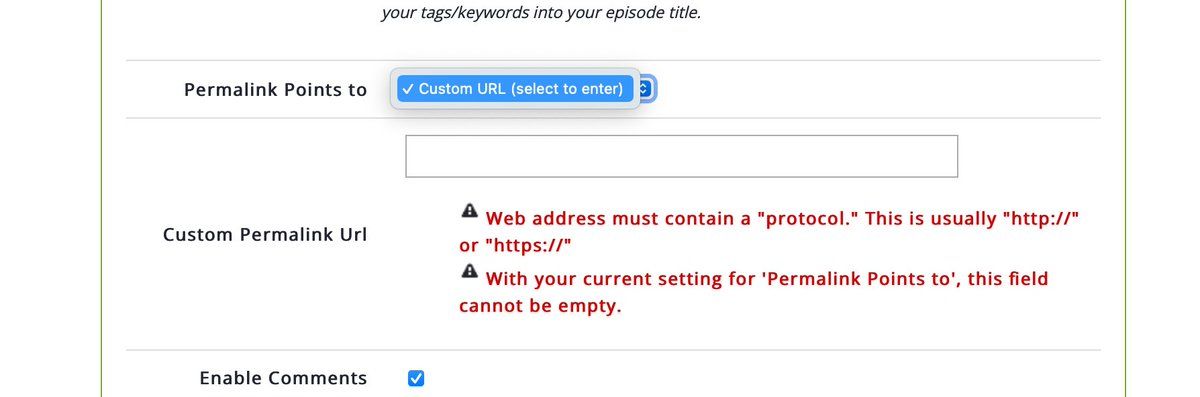 your tags/keywords into your episode title.
Permalink Points to
✓ Custom URL (select to enter)
Custom Permalink Url
Web address must contain a "protocol." This is usually "http://"
or "https://"
With your current setting for 'Permalink Points to', this field
cannot be empty.
Enable Comments